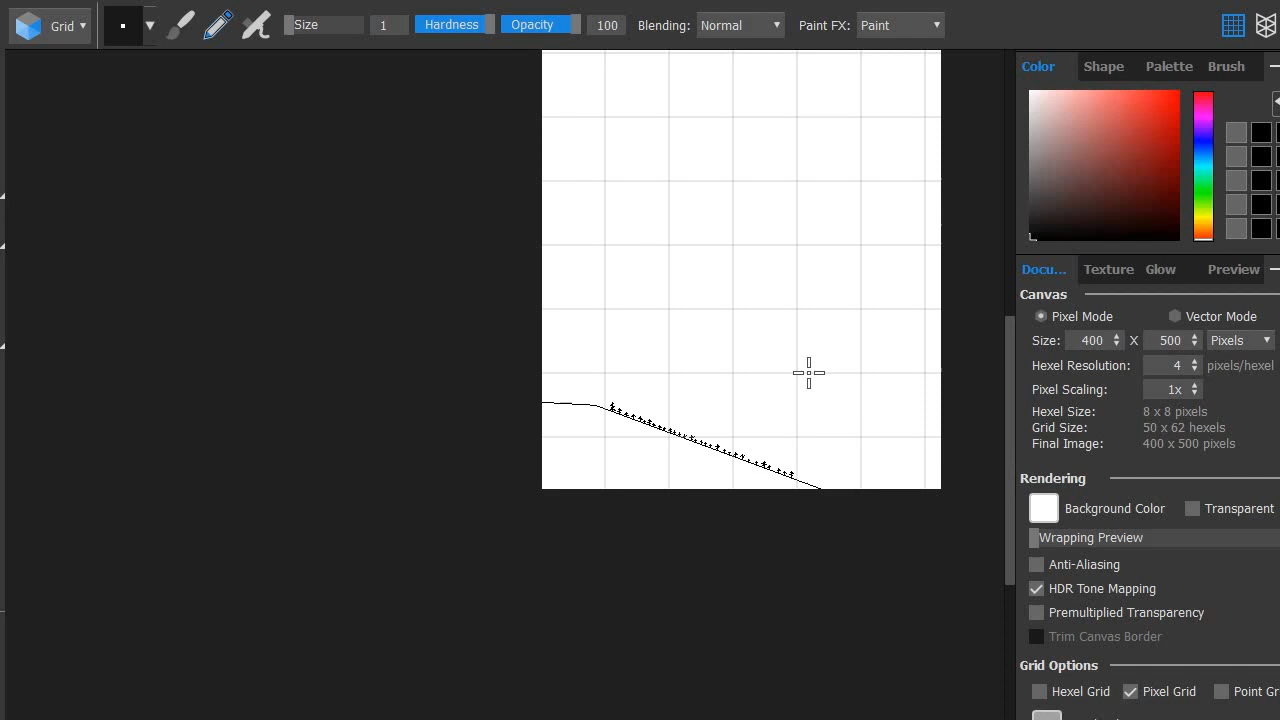 Grid Size 1 Hardness Opacity 100 Blending: Normal Paint FX: Paint
Color Shape Palette Brush
Docu... Texture Glow Preview
Canvas
Pixel Mode Vector Mode
Size: 400 X 500 Pixels
Hexel Resolution: 4 pixels/hexel
Pixel Scaling: 1x
Hexel Size: 8 x 8 pixels
Grid Size: 50 x 62 hexels
Final Image: 400 x 500 pixels
Rendering
Background Color Transparent
Wrapping Preview
Anti-Aliasing
HDR Tone Mapping
Premultiplied Transparency
Trim Canvas Border
Grid Options
Hexel Grid Pixel Grid Point Gr